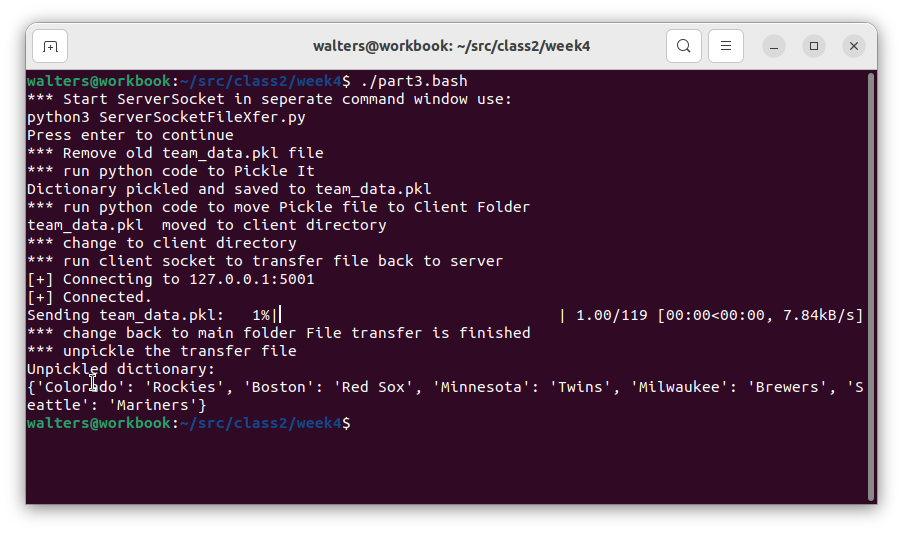 walters@workbook: ~/src/class2/week4
walters@workbook:~/src/class2/week4$ ./part3.bash
*** Start ServerSocket in seperate command window use:
python3 ServerSocketFileXfer.py
Press enter to continue
*** Remove old team_data.pkl file
*** run python code to Pickle It
Dictionary pickled and saved to team_data.pkl
*** run python code to move Pickle file to Client Folder
team_data.pkl  moved to client directory
*** change to client directory
*** run client socket to transfer file back to server
[+] Connecting to 127.0.0.1:5001
[+] Connected.
Sending team_data.pkl:   1%|                               | 1.00/119 [00:00<00:00, 7.84kB/s]
*** change back to main folder File transfer is finished
*** unpickle the transfer file
Unpickled dictionary:
{'Colorado': 'Rockies', 'Boston': 'Red Sox', 'Minnesota': 'Twins', 'Milwaukee': 'Brewers', 'S
eattle': 'Mariners'}
walters@workbook:~/src/class2/week4$